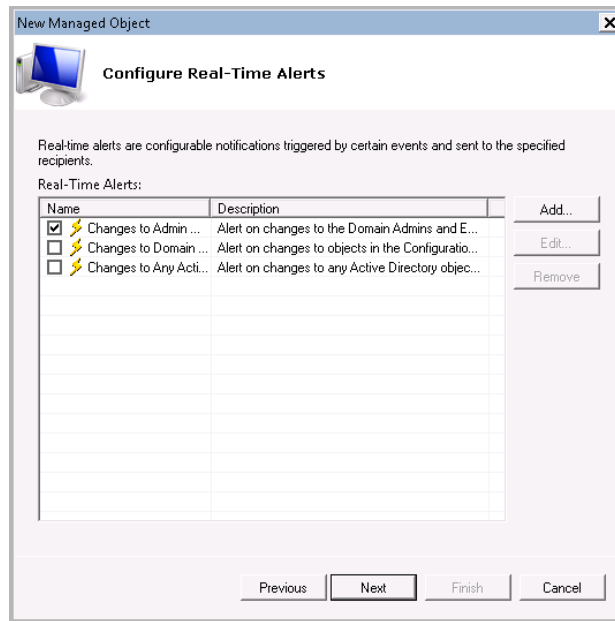 New Managed Object
Configure Real-Time Alerts
Real-time alerts are configurable notifications triggered by certain events and sent to the specified
recipients.
Real-Time Alerts:
Name Description
Changes to Admin ... Alert on changes to the Domain Admins and E...
Changes to Domain ... Alert on changes to objects in the Configuratio...
Changes to Any Acti... Alert on changes to any Active Directory objec...
Add...
Edit...
Remove
Previous Next Finish Cancel